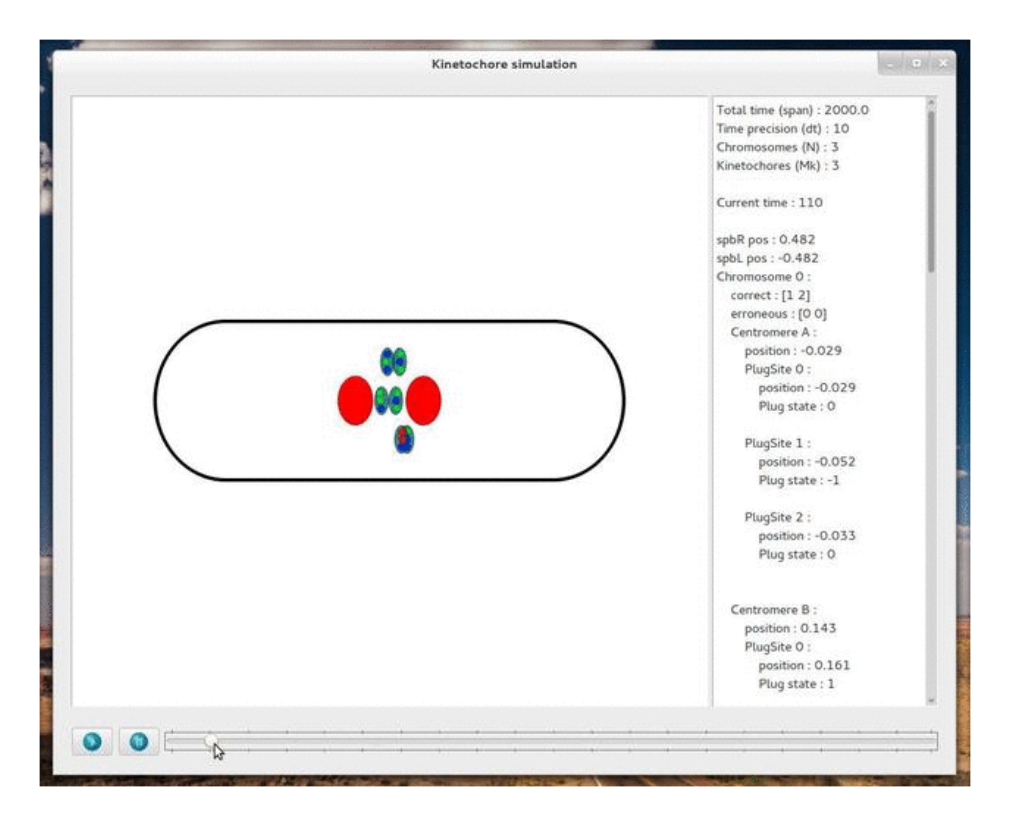 Kinetochore simulation
Total time (span) : 2000.0
Time precision (dt) : 10
Chromosomes (N) : 3
Kinetochores (Mk) : 3
Current time : 110
spbR pos : 0.482
spbL pos : -0.482
Chromosome 0 :
correct : [1 2]
erroneous : [0 0]
Centromere A :
position : -0.029
PlugSite 0 :
position : -0.029
Plug state : 0
PlugSite 1 :
position : -0.052
Plug state : -1
PlugSite 2 :
position : -0.033
Plug state : 0
Centromere B :
position : 0.143
PlugSite 0 :
position : 0.161
Plug state : 1